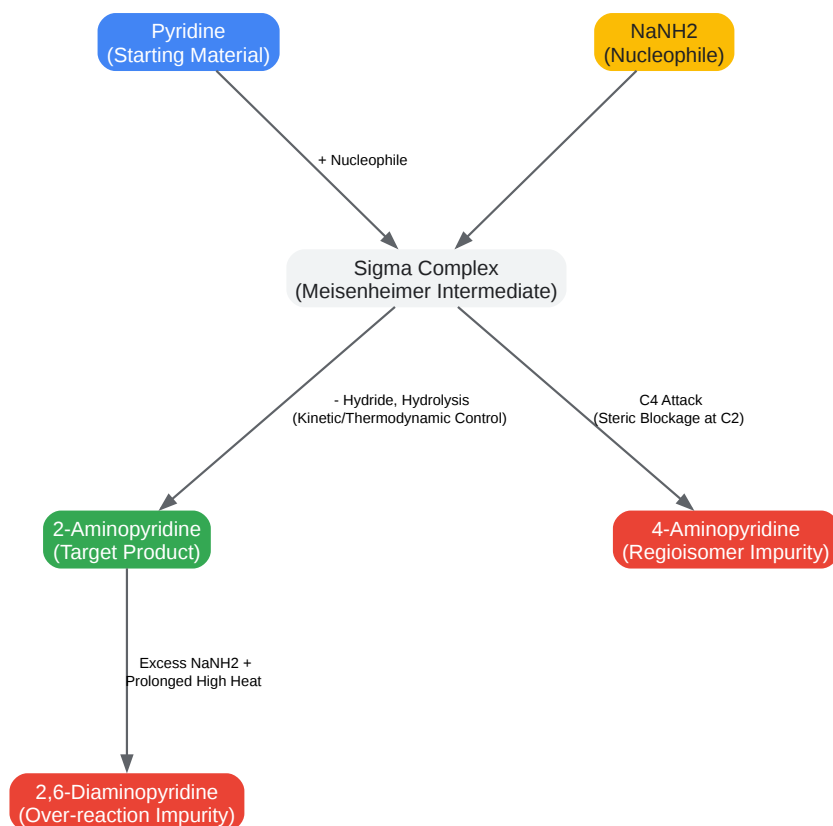 Pyridine
(Starting Material)
NaNH2
(Nucleophile)
+ Nucleophile
Sigma Complex
(Meisenheimer Intermediate)
- Hydride, Hydrolysis
(Kinetic/Thermodynamic Control)
C4 Attack
(Steric Blockage at C2)
2-Aminopyridine
(Target Product)
4-Aminopyridine
(Regioisomer Impurity)
Excess NaNH2 +
Prolonged High Heat
2,6-Diaminopyridine
(Over-reaction Impurity)